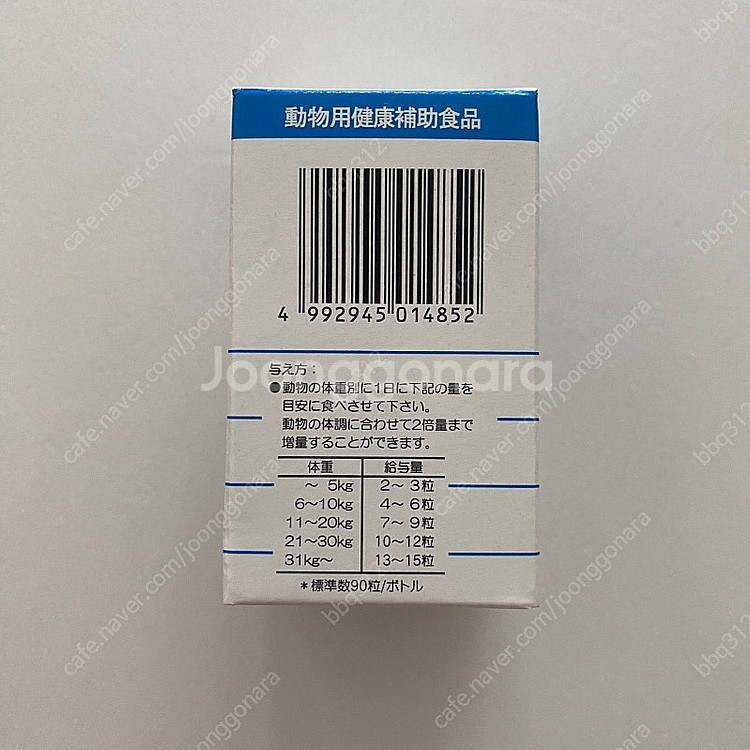 動物用健康補助食品
4 992945 014852
与え方：
●動物の体重別に1日に下記の量を
目安に食べさせて下さい。
動物の体調に合わせて2倍量まで
増量することができます。
体重 給与量
～ 5kg 2～ 3粒
6～10kg 4～ 6粒
11～20kg 7～ 9粒
21～30kg 10～12粒
31kg～ 13～15粒
＊標準数90粒/ボトル
Joonggonara
cafe.naver.com/joonggonara
bbq312